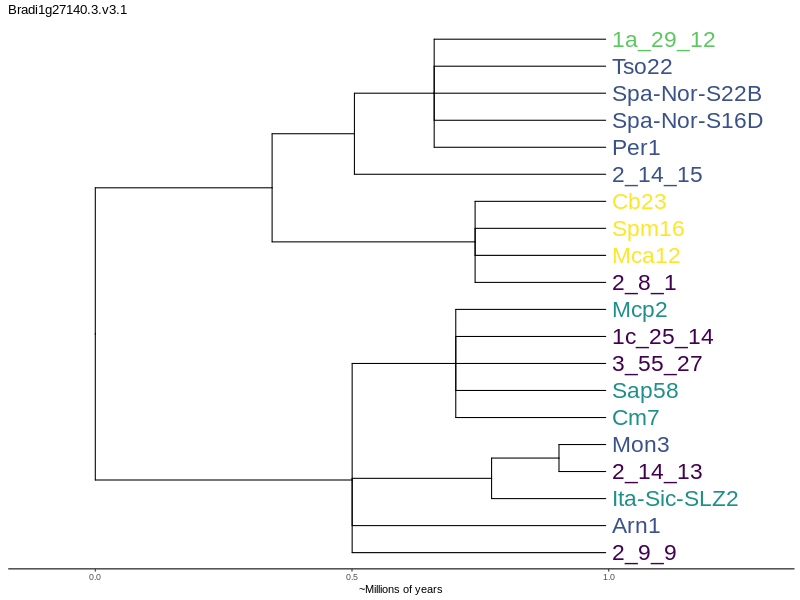 Bradi1g27140.3.v3.1
1a_29_12
Tso22
Spa-Nor-S22B
Spa-Nor-S16D
Per1
2_14_15
Cb23
Spm16
Mca12
2_8_1
Mcp2
1c_25_14
3_55_27
Sap58
Cm7
Mon3
2_14_13
Ita-Sic-SLZ2
Arn1
2_9_9
0.0 0.5 1.0
~Millions of years